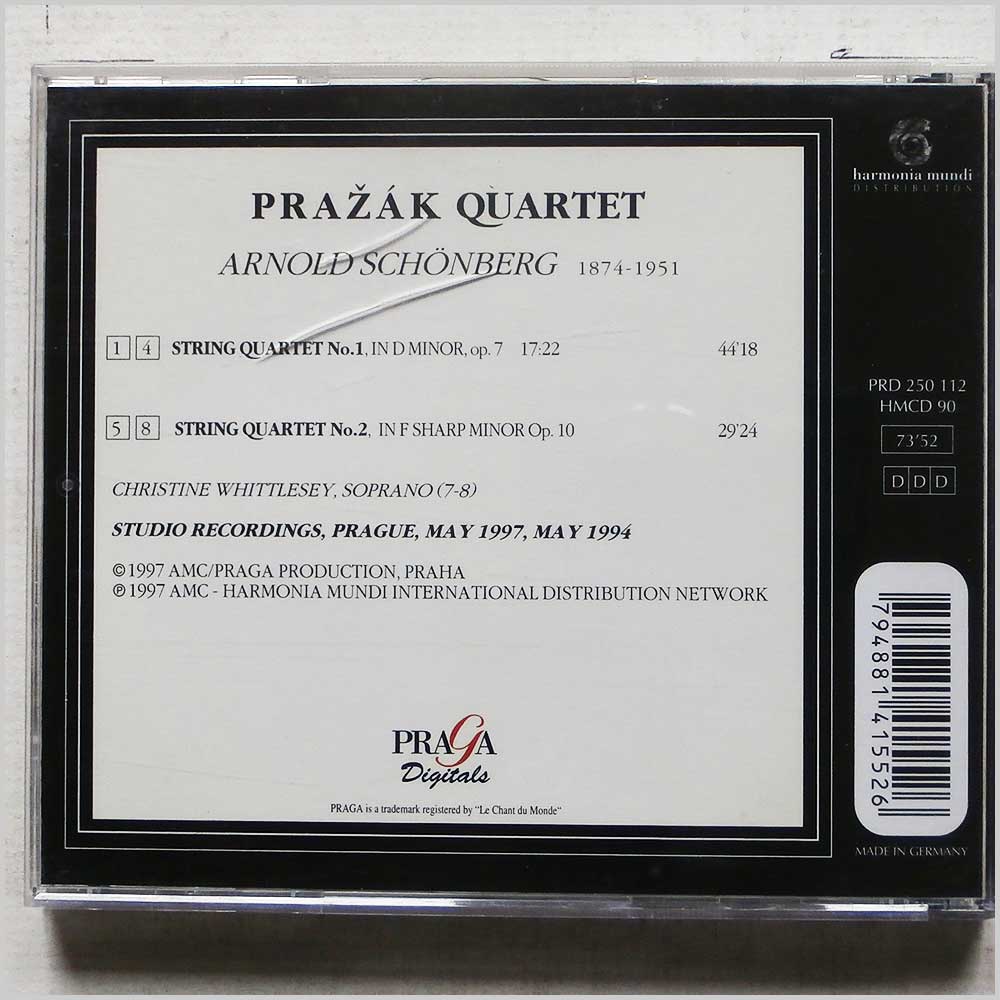 PRAŽÁK QUARTET
ARNOLD SCHÖNBERG 1874-1951
1 4 STRING QUARTET No.1, IN D MINOR, op. 7 17:22 44'18
5 8 STRING QUARTET No.2, IN F SHARP MINOR Op. 10 29'24
CHRISTINE WHITTLESEY, SOPRANO (7-8)
STUDIO RECORDINGS, PRAGUE, MAY 1997, MAY 1994
©1997 AMC/PRAGA PRODUCTION, PRAHA
℗1997 AMC - HARMONIA MUNDI INTERNATIONAL DISTRIBUTION NETWORK
PRAGA
Digitals
PRAGA is a trademark registered by "Le Chant du Monde"
harmonia mundi
DISTRIBUTION
PRD 250 112
HMCD 90
73'52
D D D
7 94881 41552 6
MADE IN GERMANY